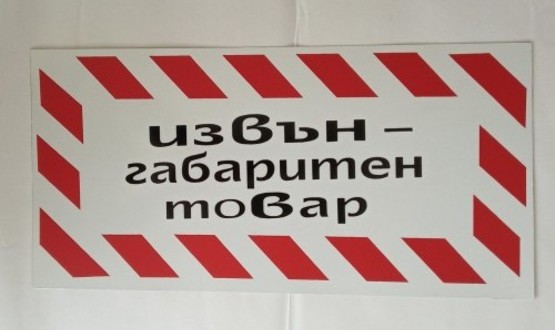 извън –
габаритен
товар